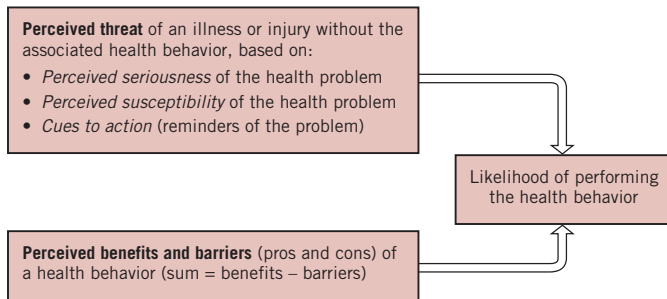 Perceived threat of an illness or injury without the
associated health behavior, based on:
• Perceived seriousness of the health problem
• Perceived susceptibility of the health problem
• Cues to action (reminders of the problem)
Likelihood of performing
the health behavior
Perceived benefits and barriers (pros and cons) of
a health behavior (sum = benefits – barriers)